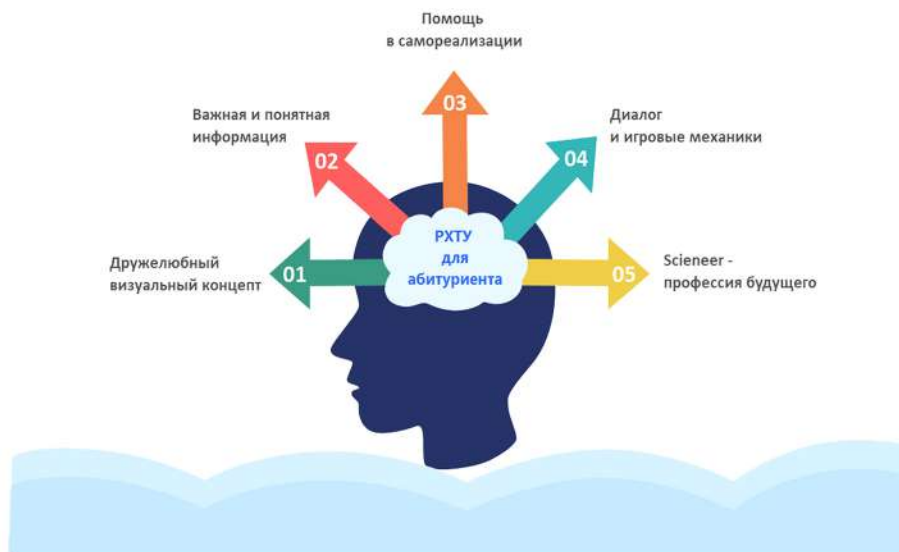 Помощь
в самореализации
03
Важная и понятная
информация
02
Диалог
и игровые механики
04
РХТУ
для
абитуриента
Дружелюбный
визуальный концепт
01
05
Scieneer -
профессия будущего